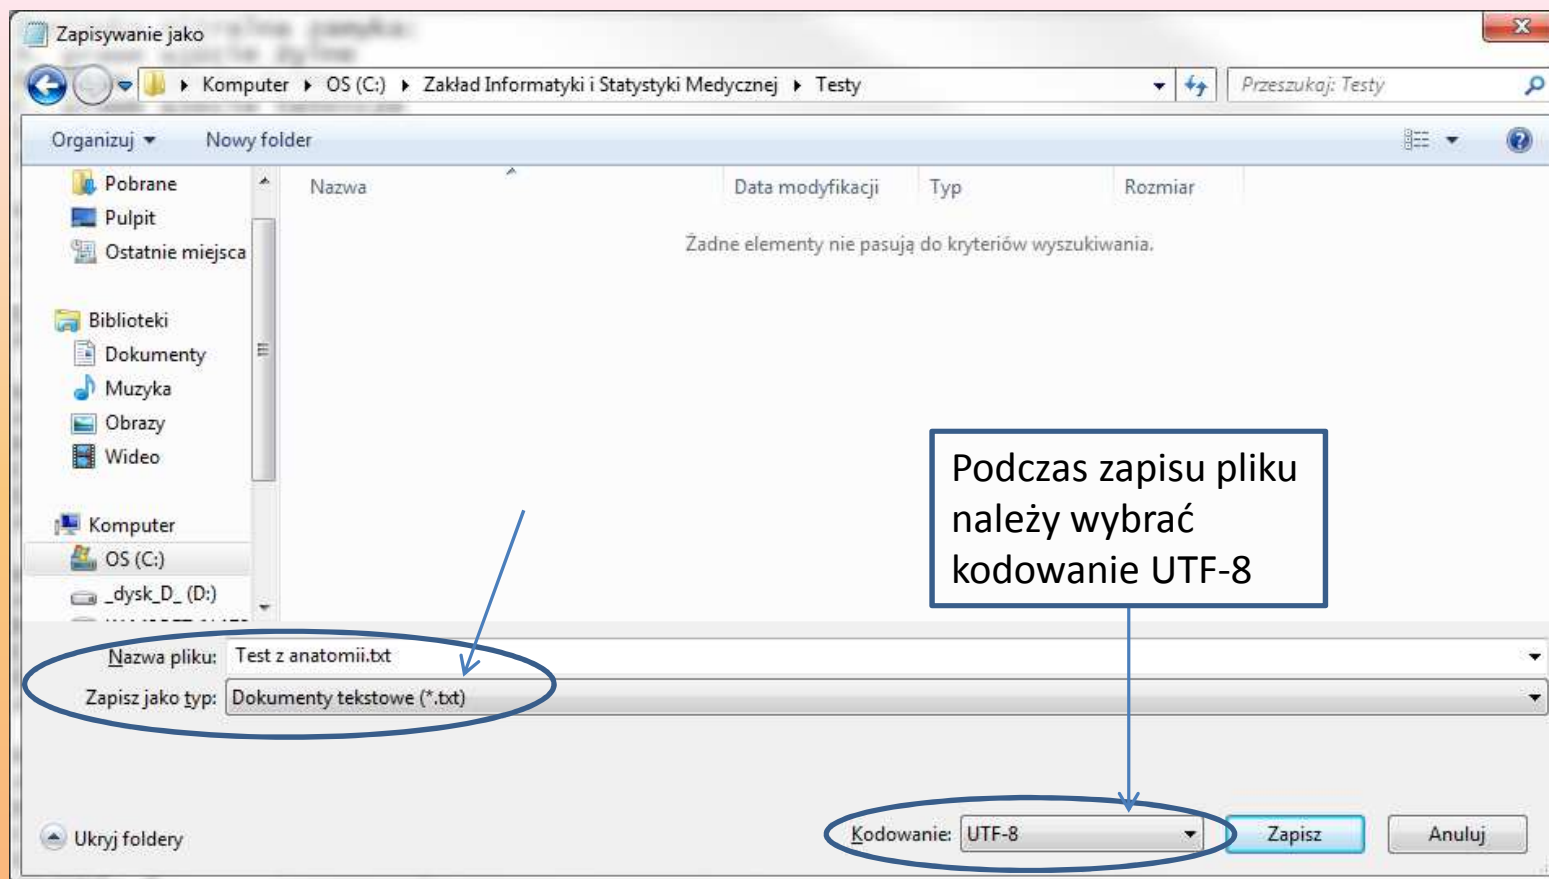 Zapisywanie jako
Komputer ▸ OS (C:) ▸ Zakład Informatyki i Statystyki Medycznej ▸ Testy
Przeszukaj: Testy
Organizuj
Nowy folder
Nazwa
Data modyfikacji
Typ
Rozmiar
Żadne elementy nie pasują do kryteriów wyszukiwania.
Pobrane
Pulpit
Ostatnie miejsca
Biblioteki
Dokumenty
Muzyka
Obrazy
Wideo
Komputer
OS (C:)
_dysk_D_ (D:)
Podczas zapisu pliku
należy wybrać
kodowanie UTF-8
Nazwa pliku: Test z anatomii.txt
Zapisz jako typ: Dokumenty tekstowe (*.txt)
Ukryj foldery
Kodowanie: UTF-8
Zapisz
Anuluj